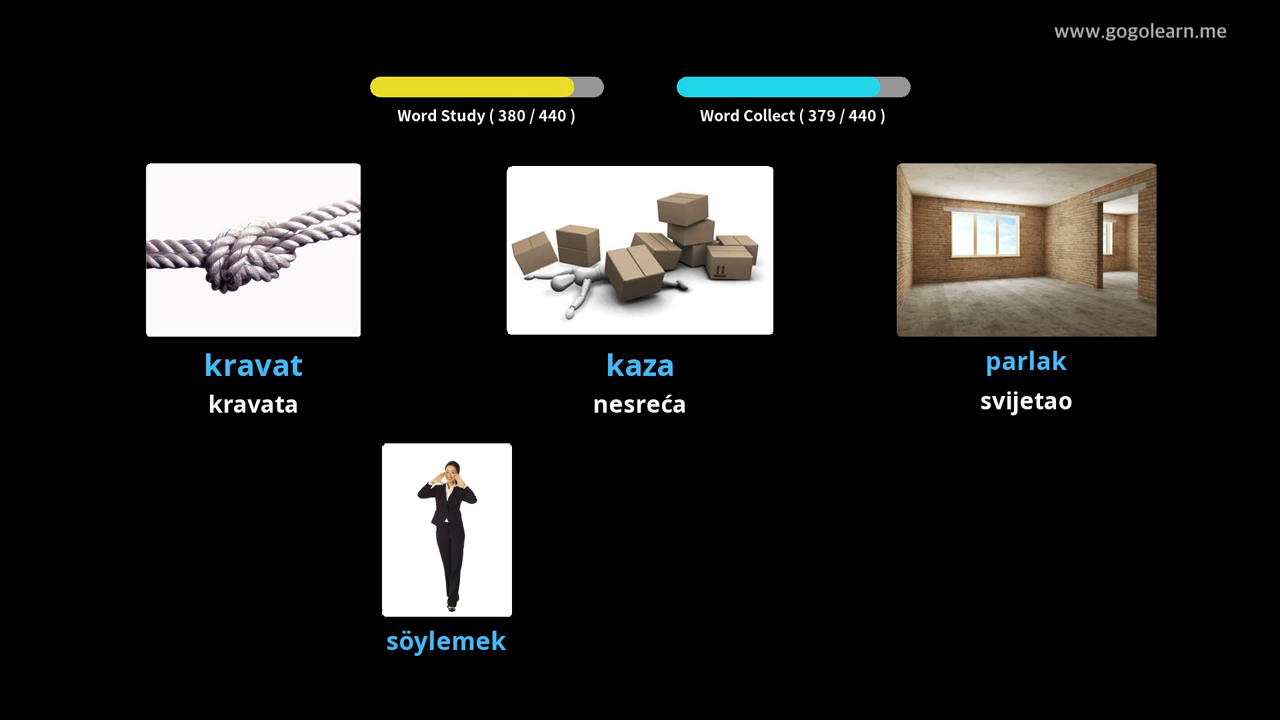 www.gogolearn.me
Word Study ( 380 / 440 )
Word Collect ( 379 / 440 )
kravat
kravata
kaza
nesreća
parlak
svijetao
söylemek